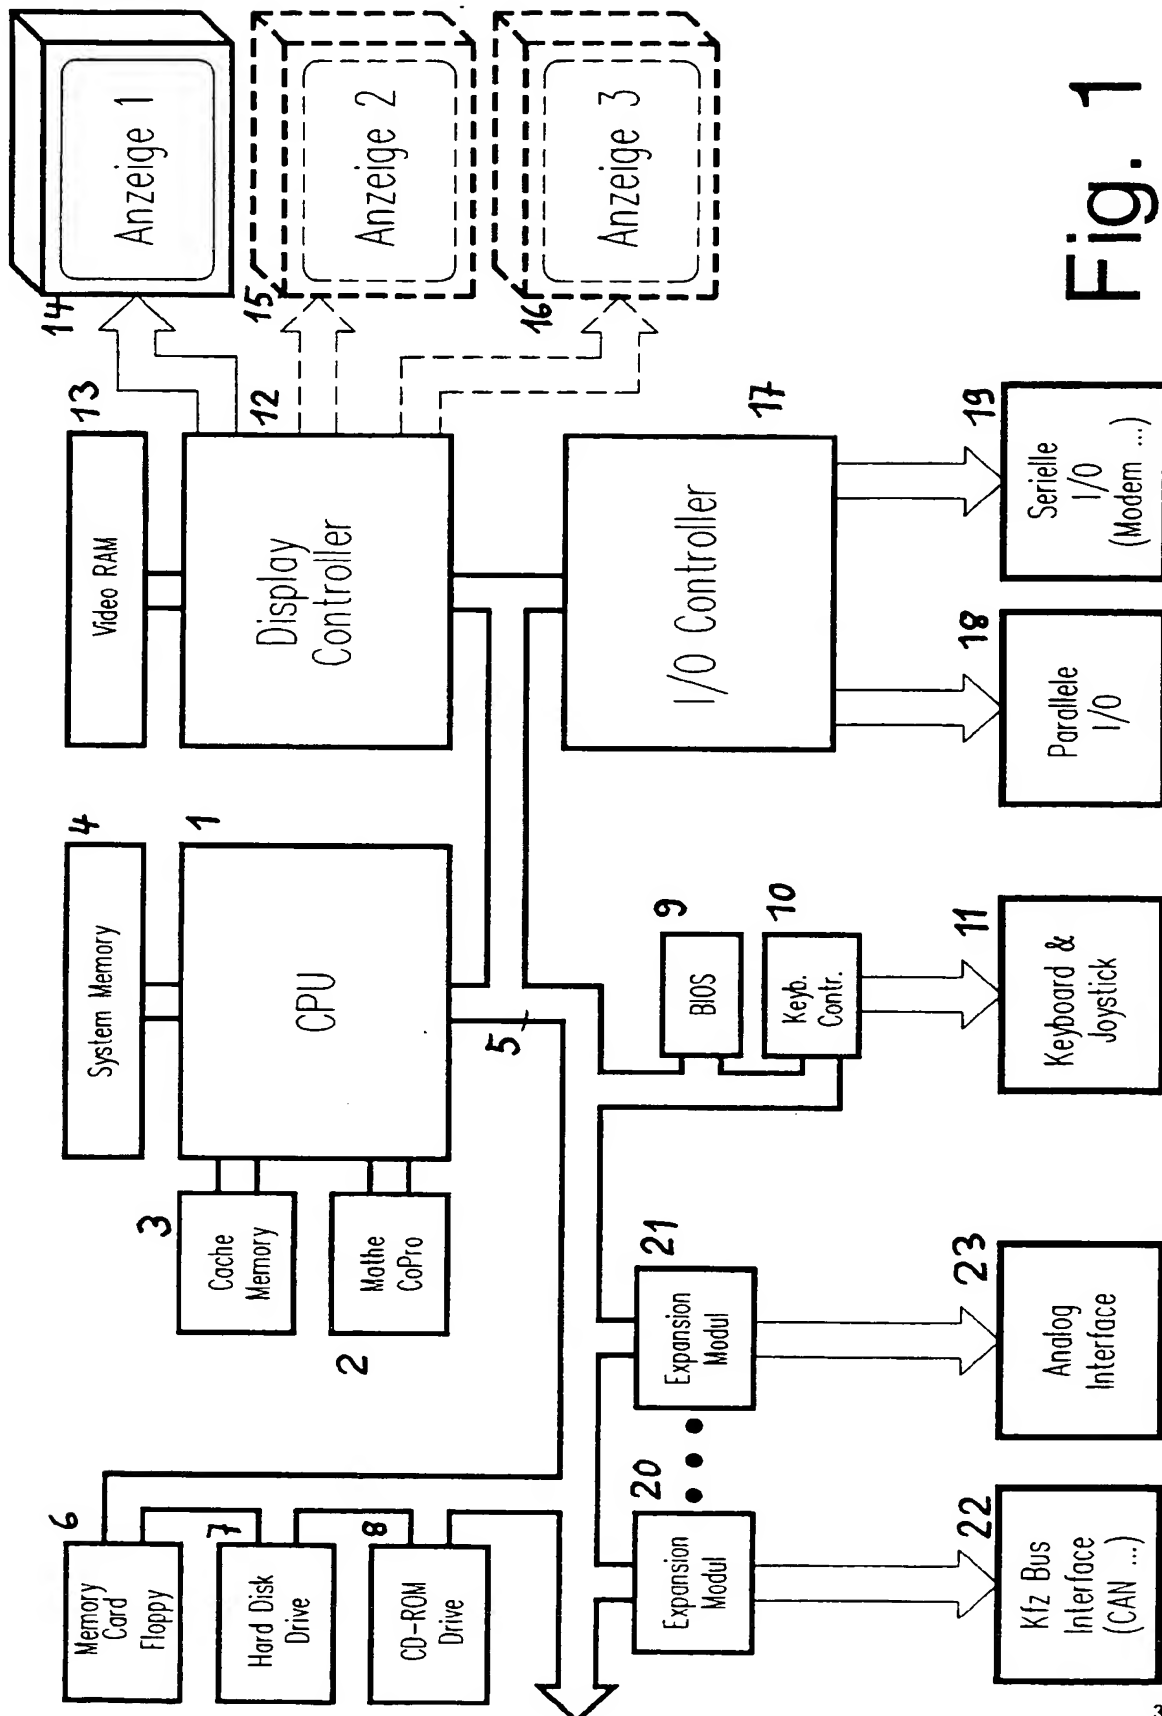 6
Memory
Card
Floppy
7
Hard Disk
Drive
8
CD-ROM
Drive
4
System Memory
1
CPU
3
Cache
Memory
2
Mathe
CoPro
5
13
Video RAM
12
Display
Controller
14
Anzeige 1
15
Anzeige 2
16
Anzeige 3
17
I/O Controller
9
BIOS
10
Keyb.
Contr.
20
Expansion
Modul
21
Expansion
Modul
22
Kfz Bus
Interface
(CAN ...)
23
Analog
Interface
11
Keyboard &
Joystick
18
Parallele
I/O
19
Serielle
I/O
(Modem ...)
Fig. 1
3